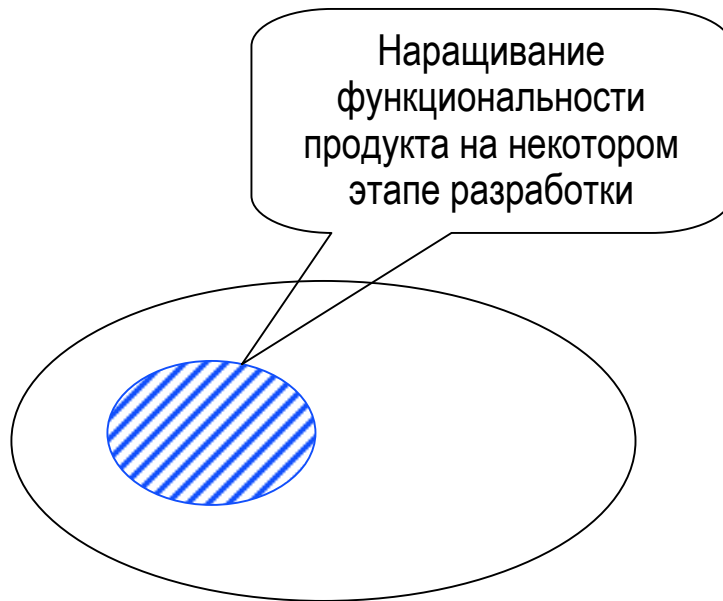 Наращивание
функциональности
продукта на некотором
этапе разработки